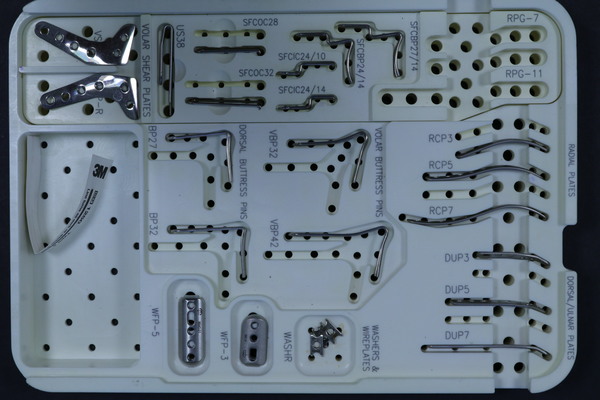 VOLAR SHEAR PLATES
VS
P-R
US38
SFC0C28
SFCIC24/10
SFC0C32
SFCIC24/14
SFCBP24/14
SFCBP27/14
RPG-7
RPG-11
BP27
DORSAL BUTTRESS PINS
VBP32
VOLAR BUTTRESS PINS
BP32
VBP42
RCP3
RCP5
RCP7
RADIAL PLATES
DUP3
DUP5
DUP7
DORSAL/ULNAR PLATES
3M
WFP-5
WFP-3
WASHR
WASHERS &
WIREPLATES